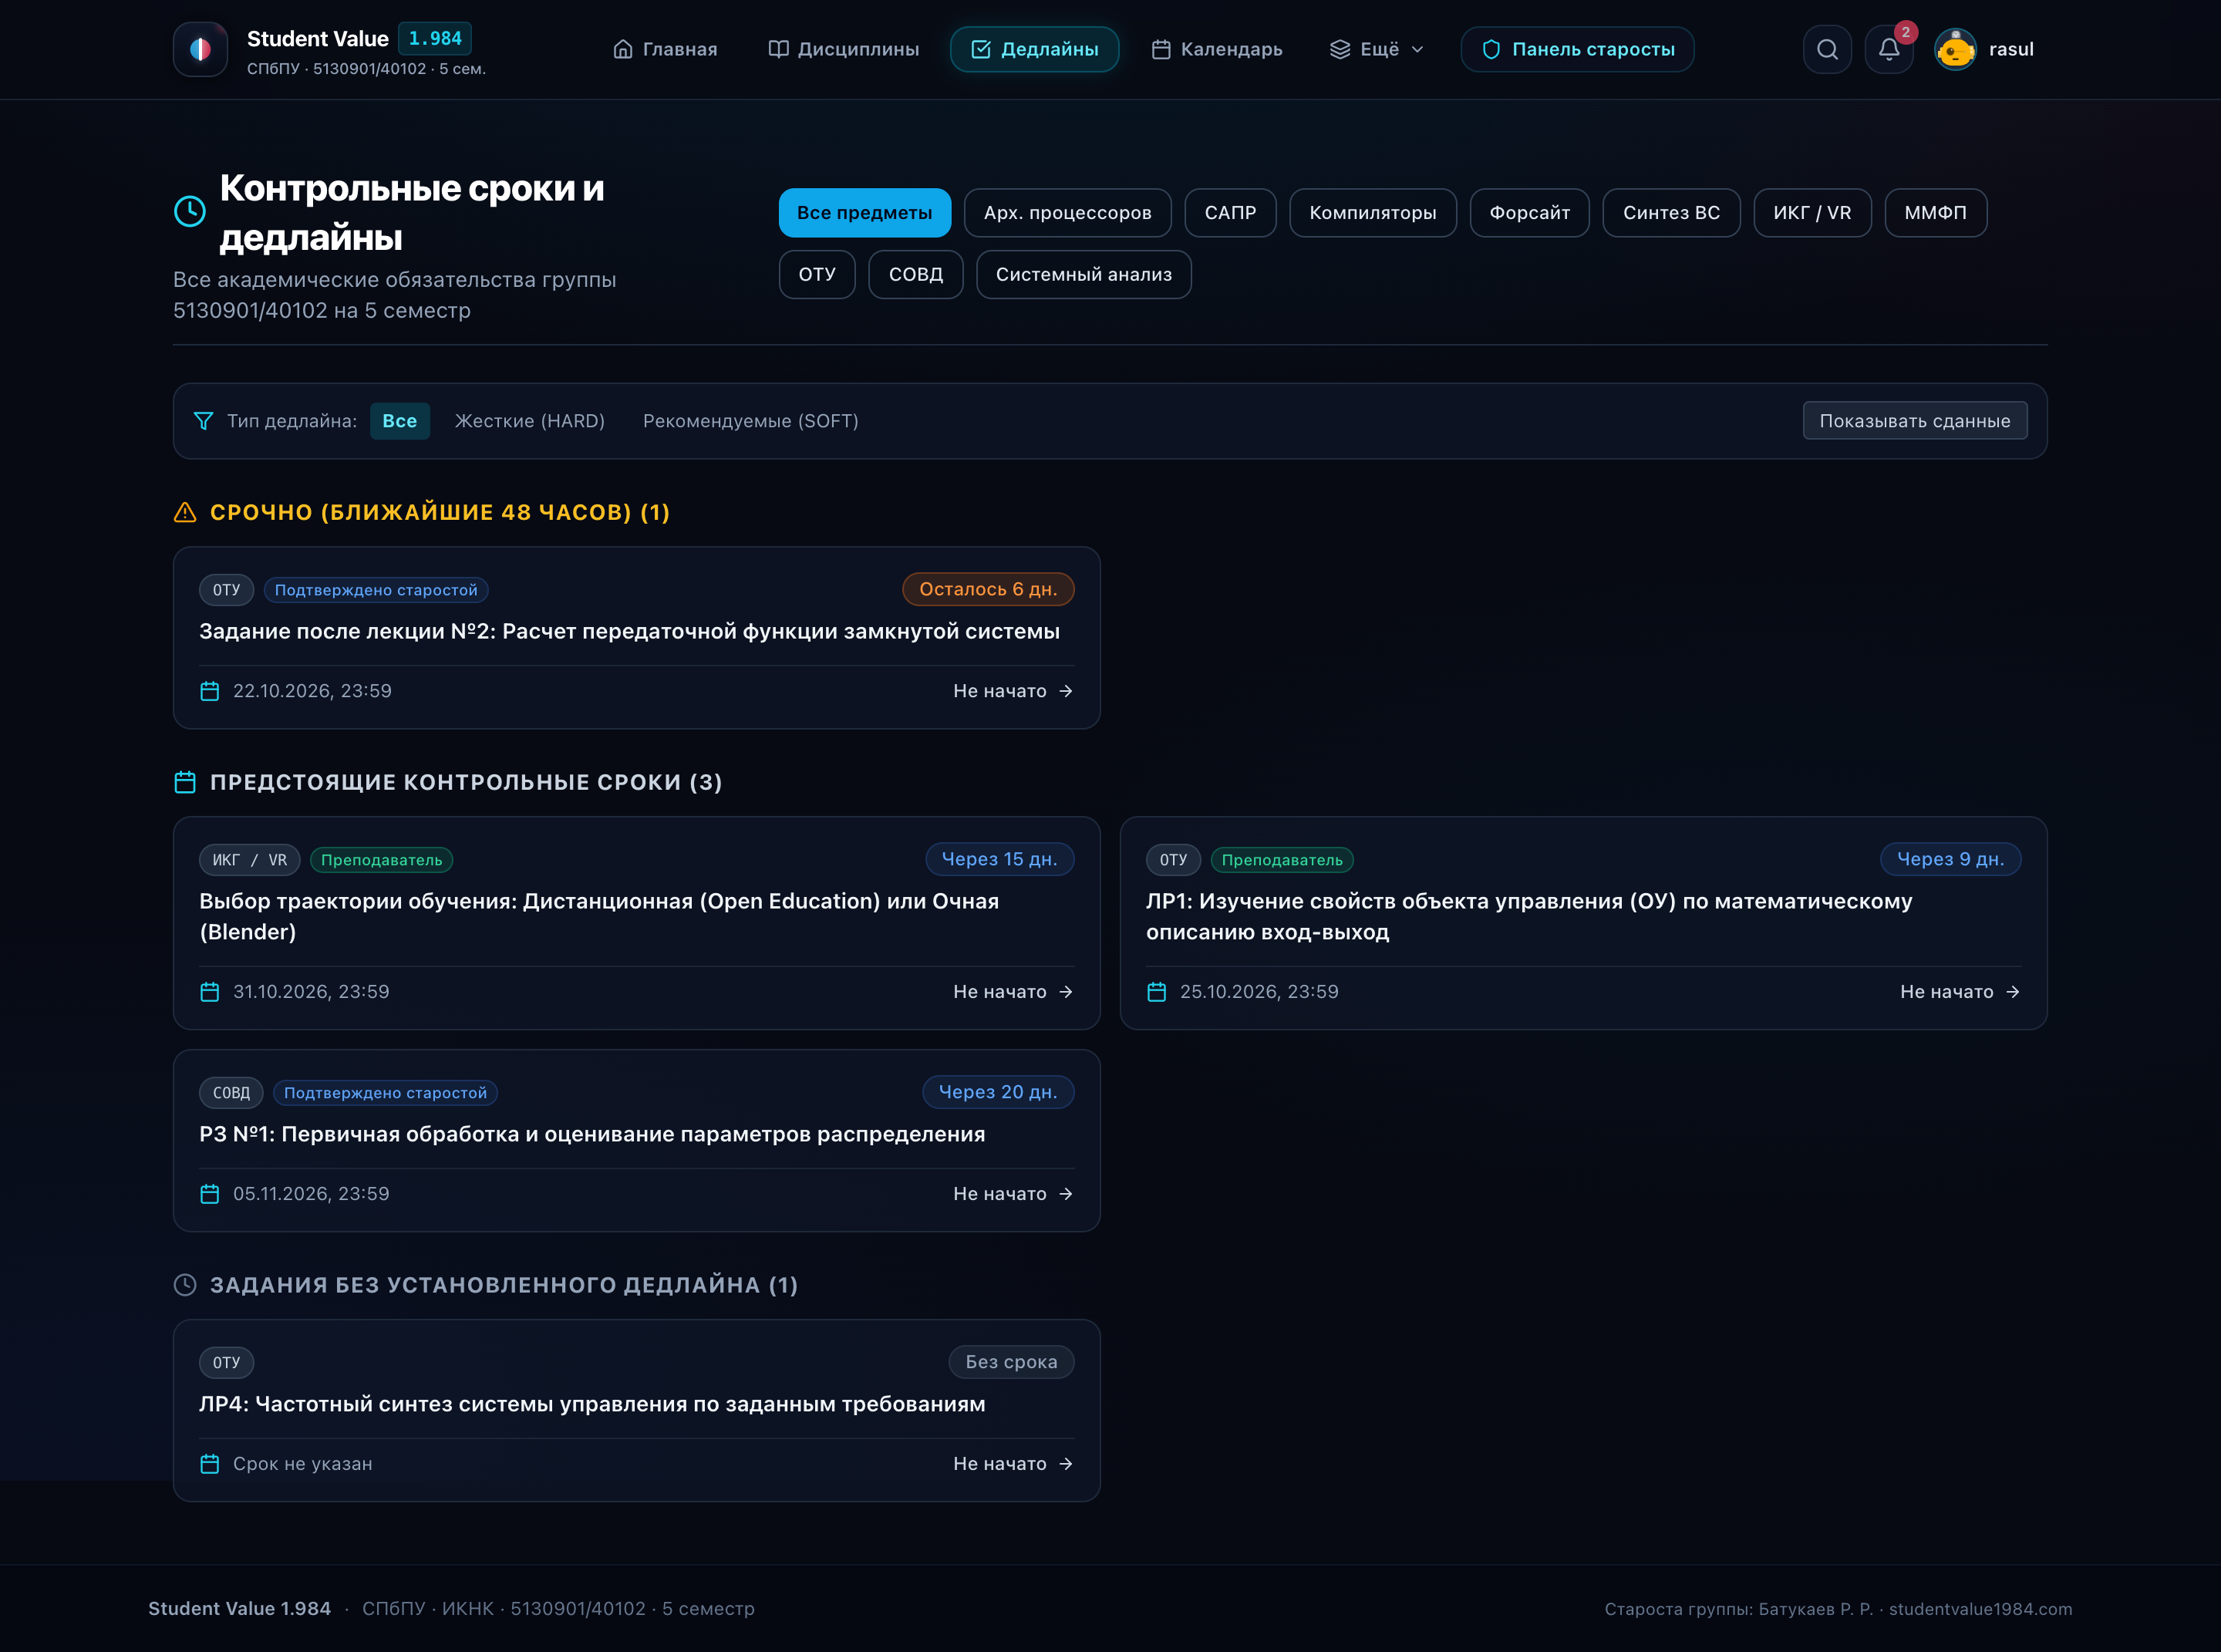 Student Value 1.984
СПбПУ · 5130901/40102 · 5 сем.
Главная
Дисциплины
Дедлайны
Календарь
Ещё
Панель старосты
2
rasul
Контрольные сроки и
дедлайны
Все академические обязательства группы
5130901/40102 на 5 семестр
Все предметы
Арх. процессоров
САПР
Компиляторы
Форсайт
Синтез ВС
ИКГ / VR
ММФП
ОТУ
СОВД
Системный анализ
Тип дедлайна:
Все
Жесткие (HARD)
Рекомендуемые (SOFT)
Показывать сданные
СРОЧНО (БЛИЖАЙШИЕ 48 ЧАСОВ) (1)
ОТУ
Подтверждено старостой
Осталось 6 дн.
Задание после лекции №2: Расчет передаточной функции замкнутой системы
22.10.2026, 23:59
Не начато →
ПРЕДСТОЯЩИЕ КОНТРОЛЬНЫЕ СРОКИ (3)
ИКГ / VR
Преподаватель
Через 15 дн.
Выбор траектории обучения: Дистанционная (Open Education) или Очная
(Blender)
31.10.2026, 23:59
Не начато →
ОТУ
Преподаватель
Через 9 дн.
ЛР1: Изучение свойств объекта управления (ОУ) по математическому
описанию вход-выход
25.10.2026, 23:59
Не начато →
СОВД
Подтверждено старостой
Через 20 дн.
РЗ №1: Первичная обработка и оценивание параметров распределения
05.11.2026, 23:59
Не начато →
ЗАДАНИЯ БЕЗ УСТАНОВЛЕННОГО ДЕДЛАЙНА (1)
ОТУ
Без срока
ЛР4: Частотный синтез системы управления по заданным требованиям
Срок не указан
Не начато →
Student Value 1.984 · СПбПУ · ИКНК · 5130901/40102 · 5 семестр
Староста группы: Батукаев Р. Р. · studentvalue1984.com